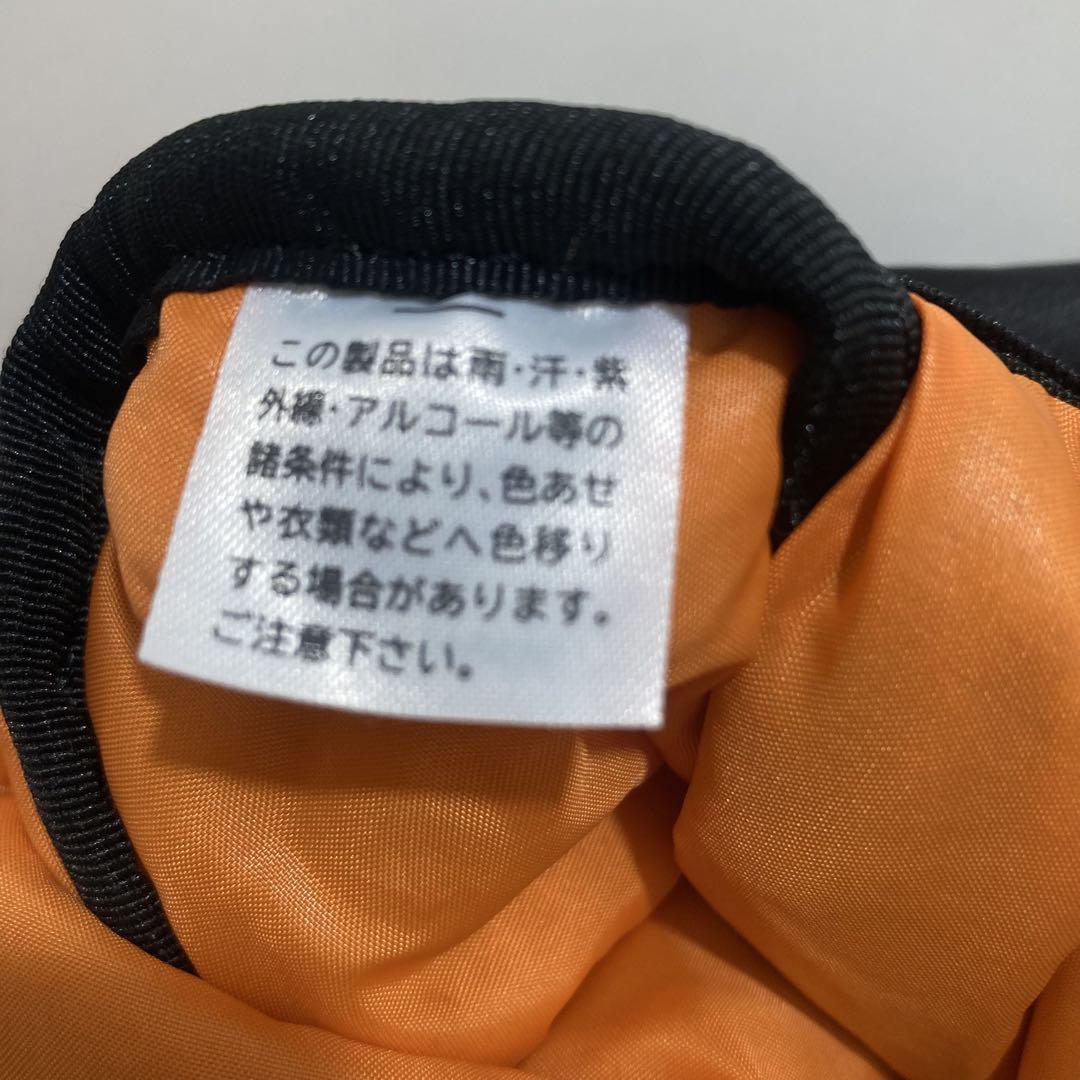 この製品は雨・汗・紫
外線・アルコール等の
諸条件により、色あせ
や衣類などへ色移り
する場合があります。
ご注意下さい。